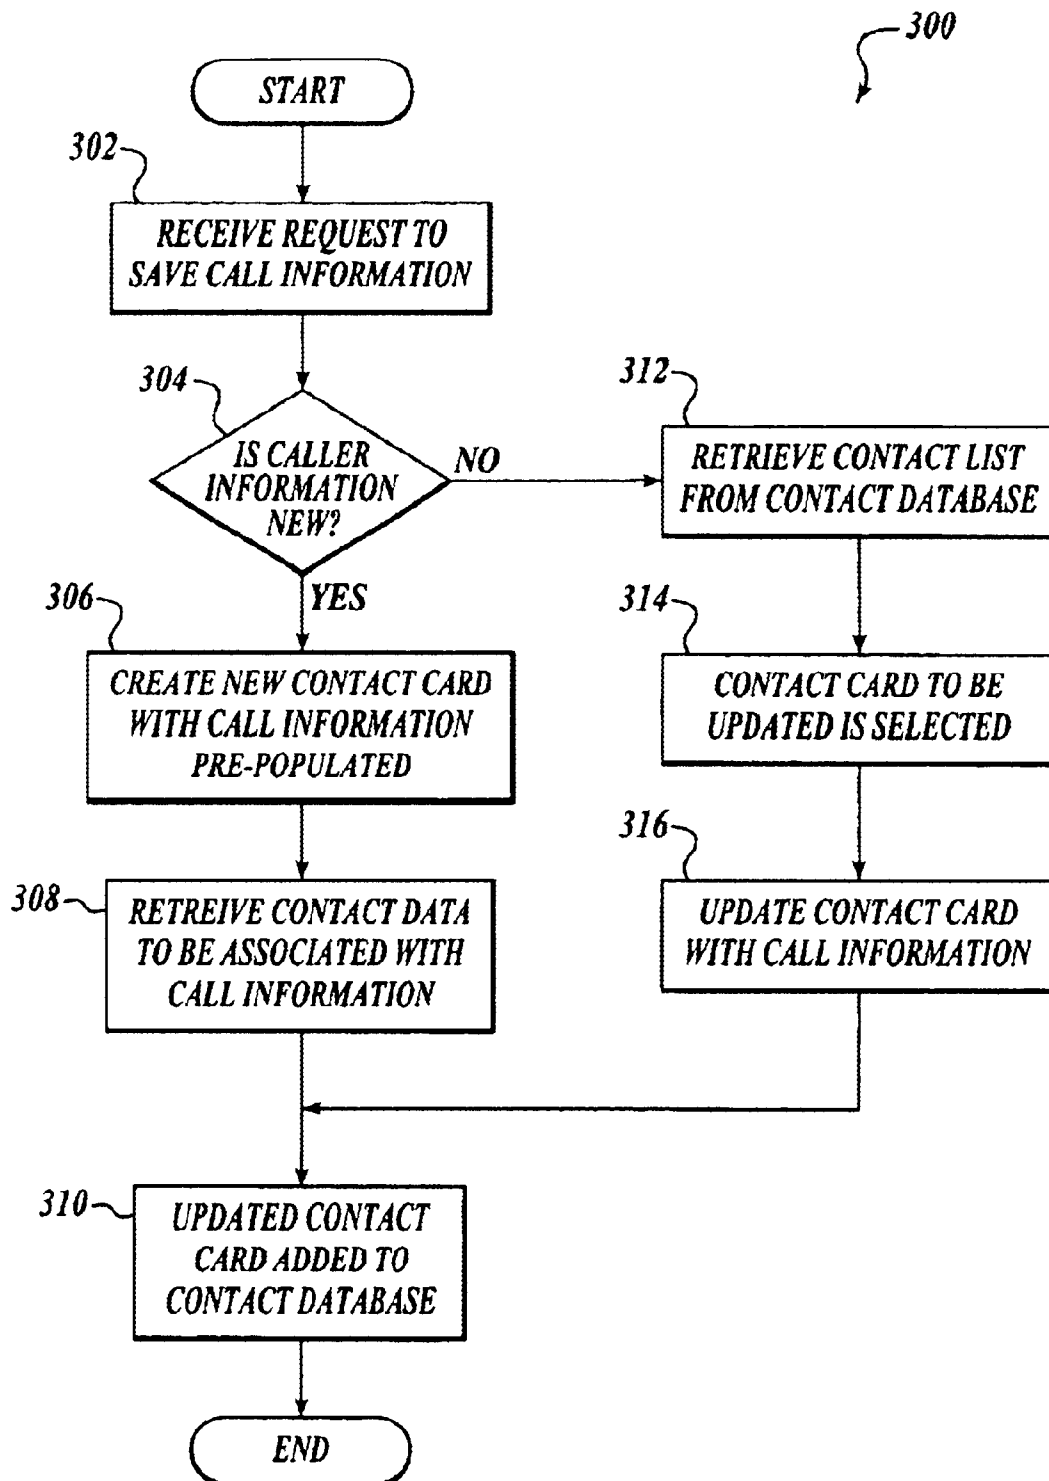 300
START
302
RECEIVE REQUEST TO
SAVE CALL INFORMATION
304
IS CALLER
INFORMATION
NEW?
NO
YES
306
CREATE NEW CONTACT CARD
WITH CALL INFORMATION
PRE-POPULATED
308
RETREIVE CONTACT DATA
TO BE ASSOCIATED WITH
CALL INFORMATION
312
RETRIEVE CONTACT LIST
FROM CONTACT DATABASE
314
CONTACT CARD TO BE
UPDATED IS SELECTED
316
UPDATE CONTACT CARD
WITH CALL INFORMATION
310
UPDATED CONTACT
CARD ADDED TO
CONTACT DATABASE
END